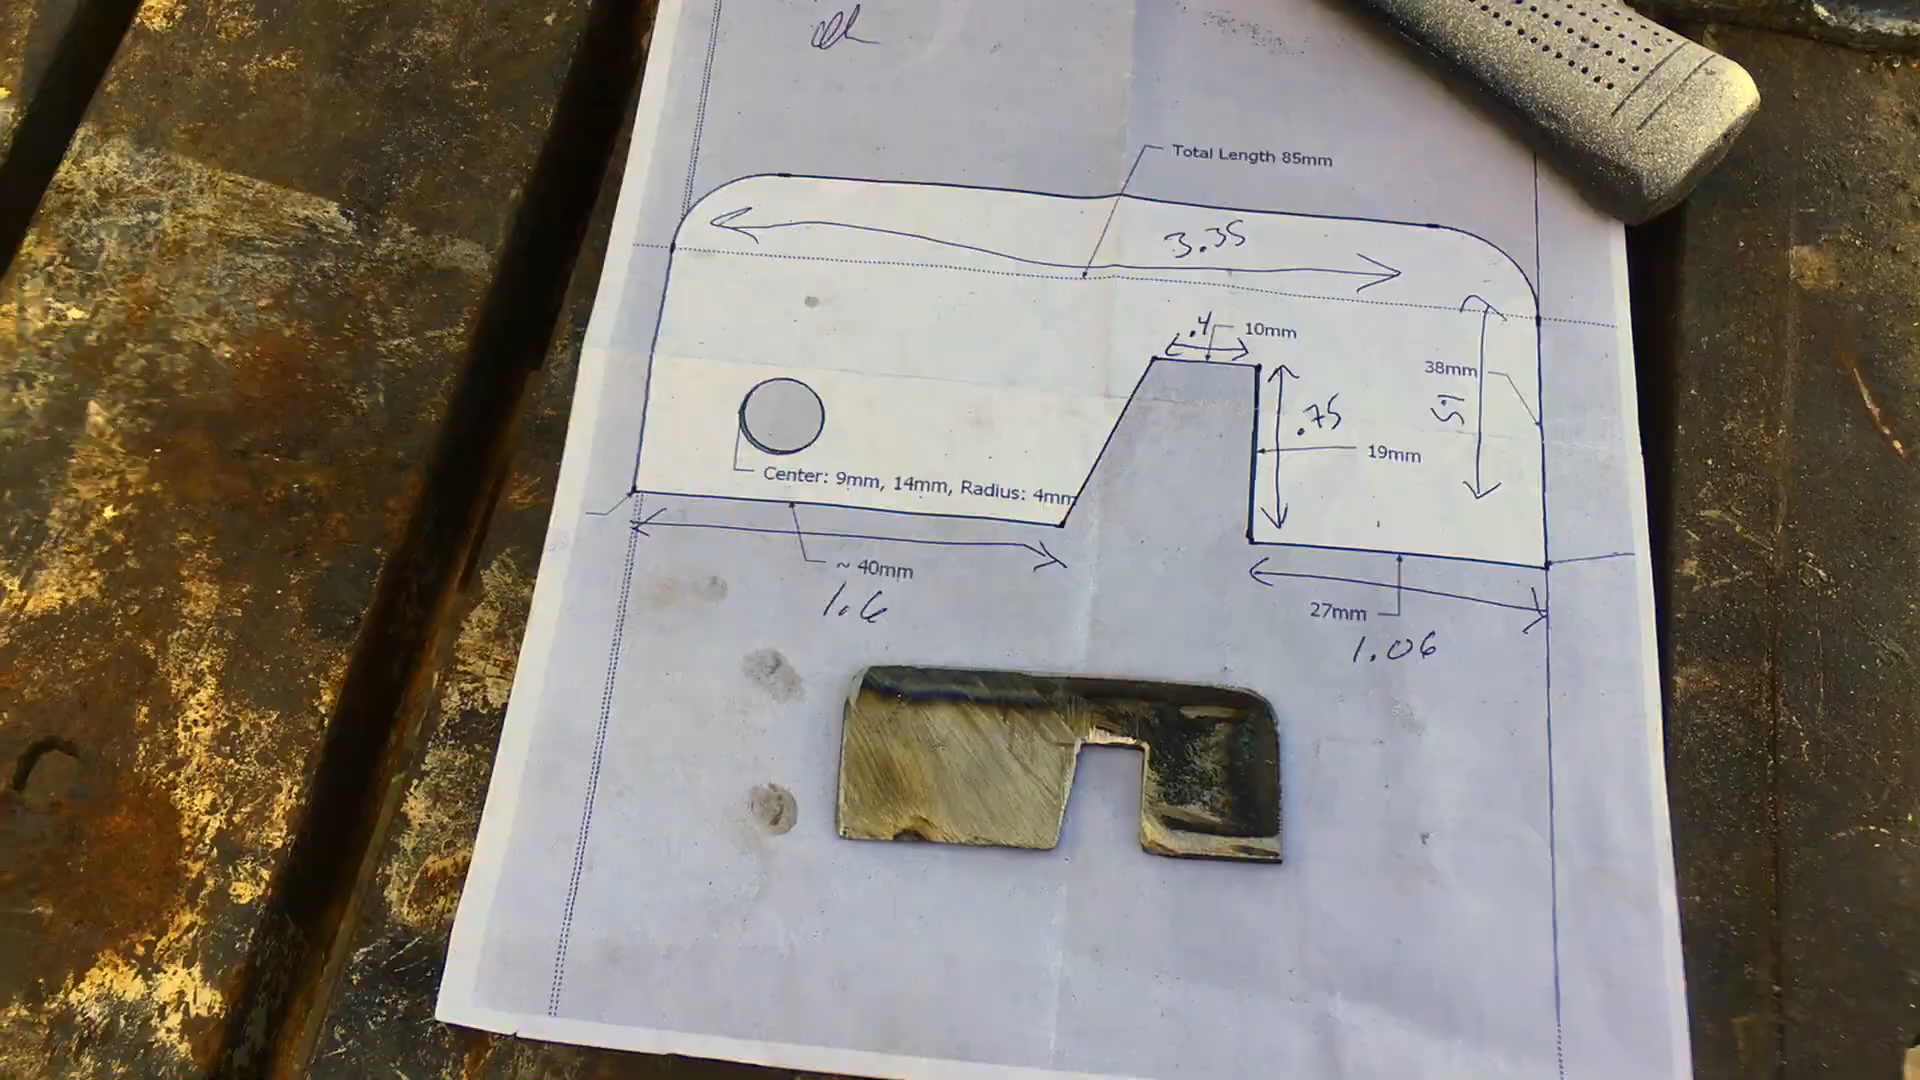 Total Length 85mm
3.35
.4
10mm
38mm
.75
1.5
19mm
Center: 9mm, 14mm, Radius: 4mm
~ 40mm
1.6
27mm
1.06